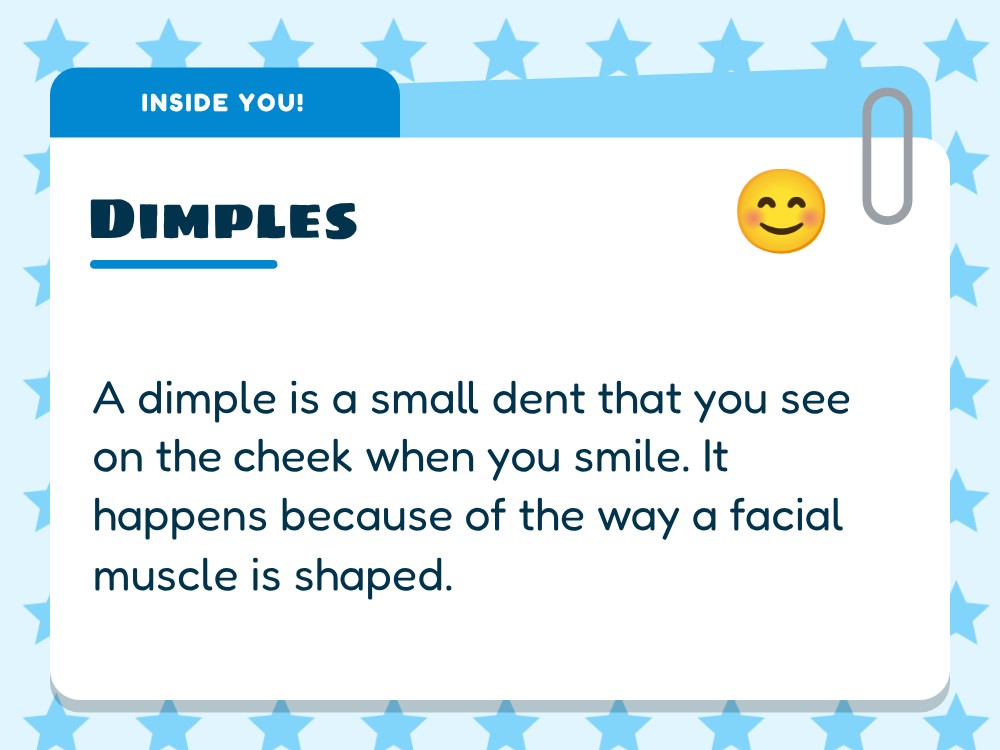 INSIDE YOU!
Dimples
A dimple is a small dent that you see
on the cheek when you smile. It
happens because of the way a facial
muscle is shaped.